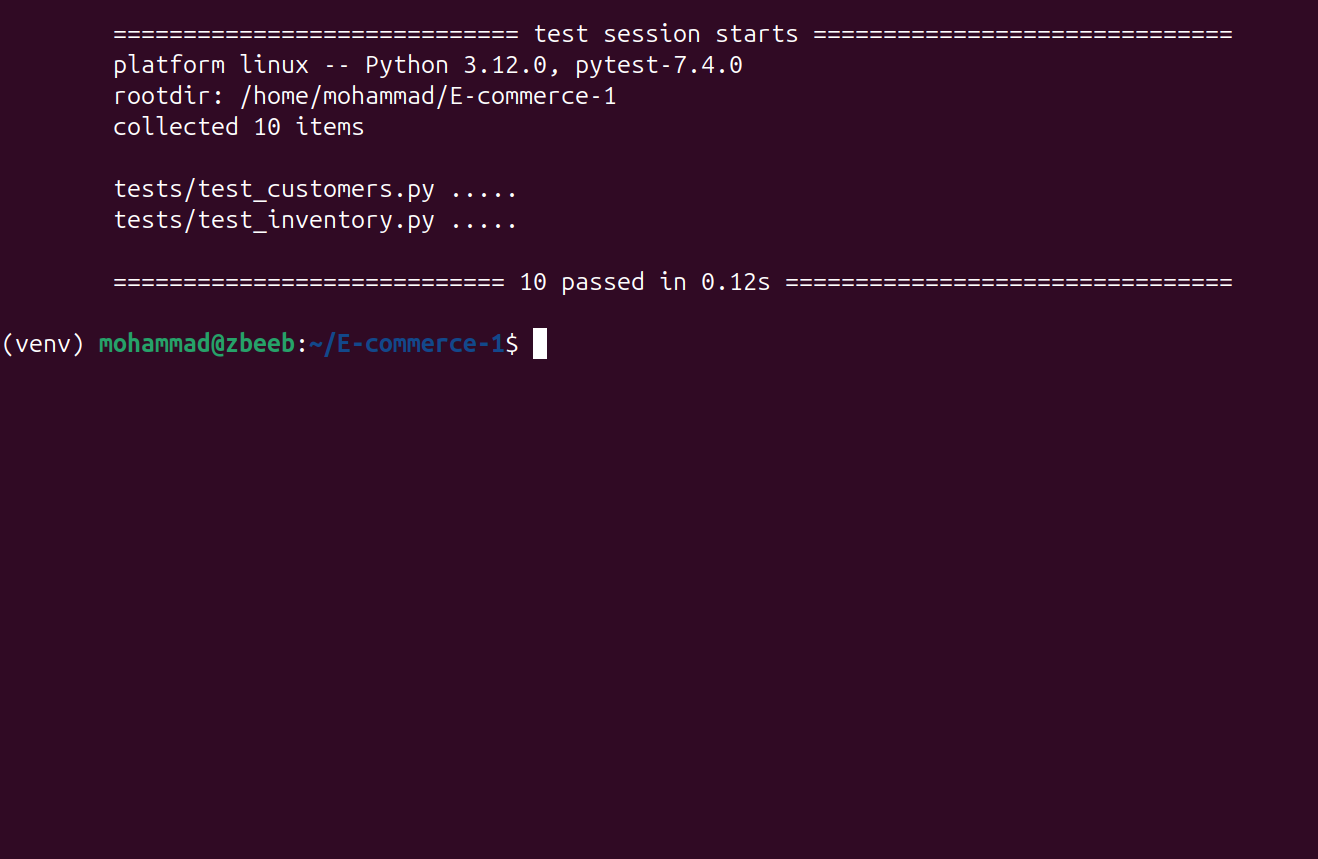 ============================= test session starts ==============================
platform linux -- Python 3.12.0, pytest-7.4.0
rootdir: /home/mohammad/E-commerce-1
collected 10 items
tests/test_customers.py .....
tests/test_inventory.py .....
============================ 10 passed in 0.12s ================================
(venv) mohammad@zbeeb:~/E-commerce-1$